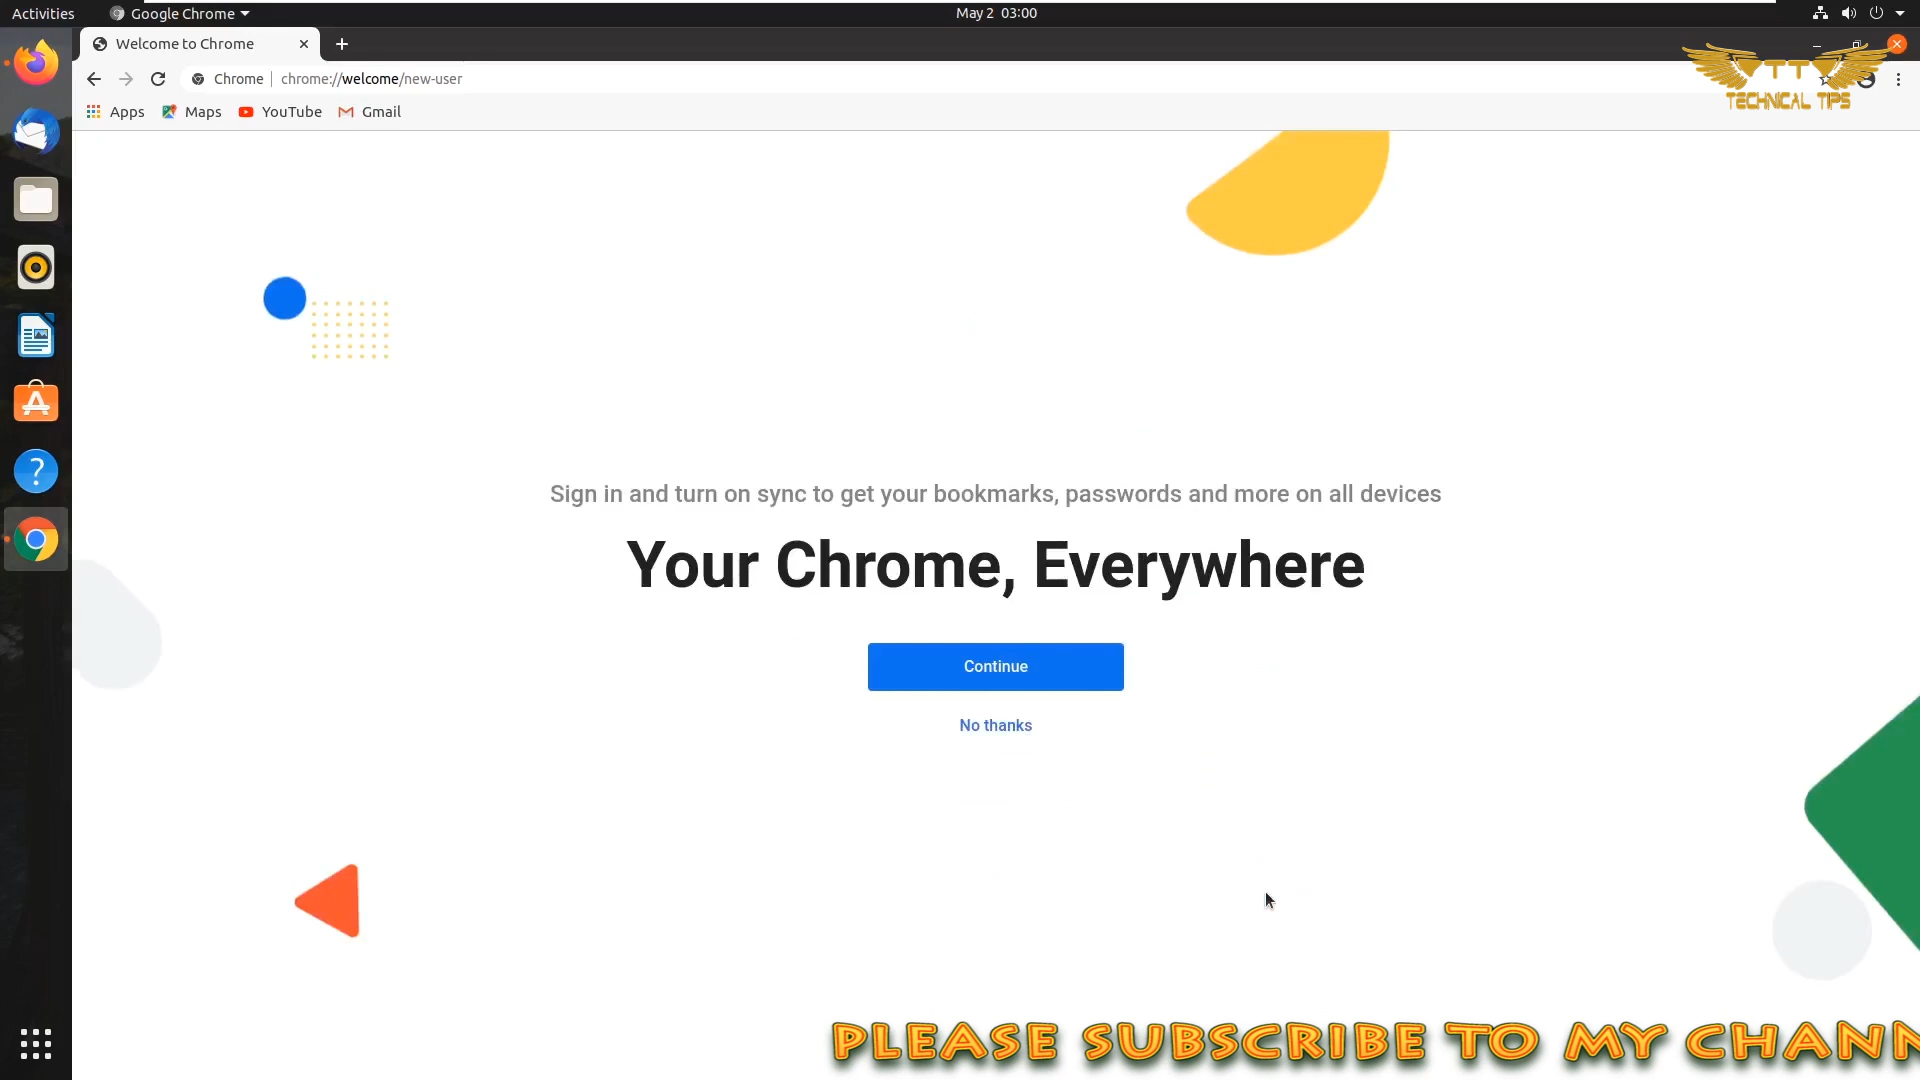 Activities
Google Chrome
May 2 03:00
Welcome to Chrome
Chrome | chrome://welcome/new-user
TT
TECHNICAL TIPS
Apps
Maps
YouTube
Gmail
Sign in and turn on sync to get your bookmarks, passwords and more on all devices
Your Chrome, Everywhere
Continue
No thanks
PLEASE SUBSCRIBE TO MY CHANN